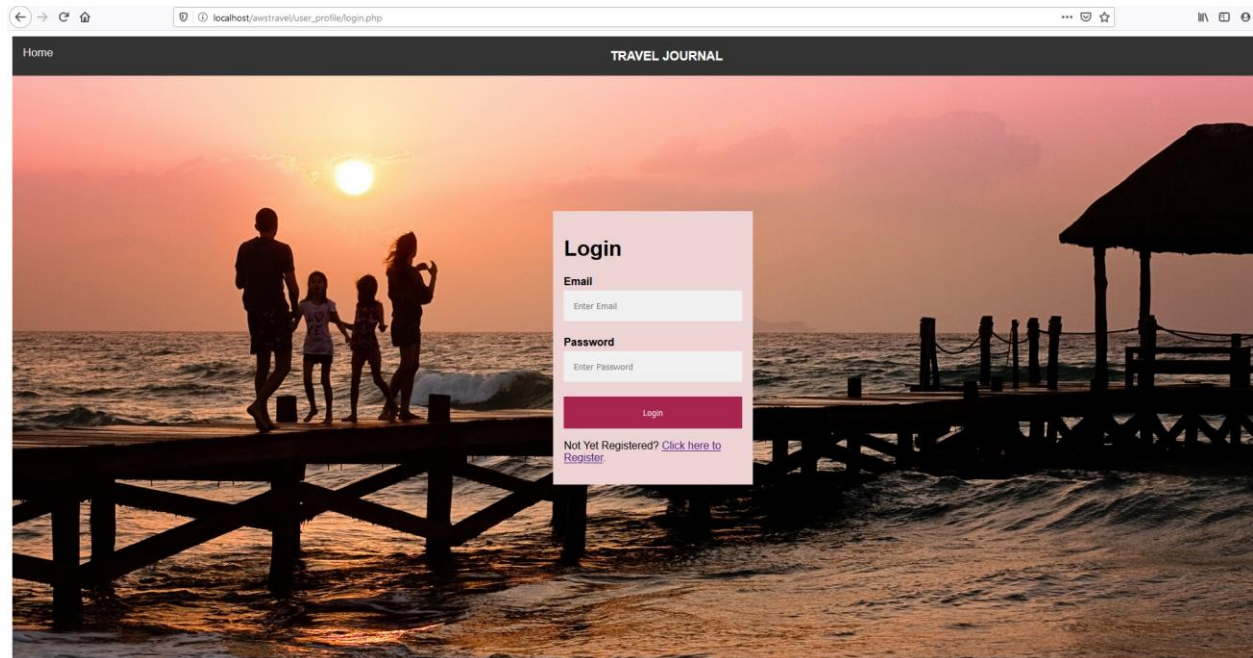 localhost/awstravel/user_profile/login.php
Home
TRAVEL JOURNAL
Login
Email
Enter Email
Password
Enter Password
Login
Not Yet Registered? Click here to
Register.